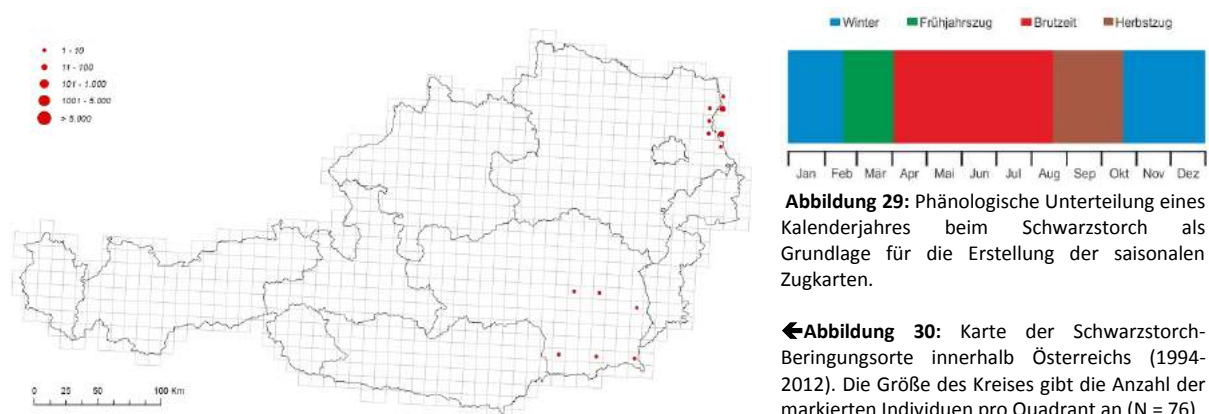 1 - 10
11 - 100
101 - 1.000
1001 - 5.000
> 5.000
0 25 50 100 Km
Winter Frühjahrszug Brutzeit Herbstzug
Jan Feb Mär Apr Mai Jun Jul Aug Sep Okt Nov Dez
Abbildung 29: Phänologische Unterteilung eines
Kalenderjahres beim Schwarzstorch als
Grundlage für die Erstellung der saisonalen
Zugkarten.
←Abbildung 30: Karte der Schwarzstorch-
Beringungsorte innerhalb Österreichs (1994-
2012). Die Größe des Kreises gibt die Anzahl der
markierten Individuen pro Quadrant an (N = 76)